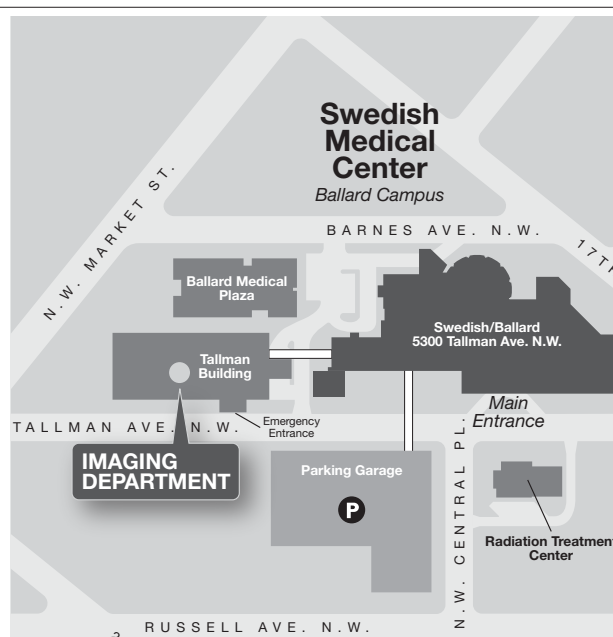 Swedish
Medical
Center
Ballard Campus
BARNES AVE. N.W.
N.W. MARKET ST.
17TH
Ballard Medical
Plaza
Swedish/Ballard
5300 Tallman Ave. N.W.
Tallman
Building
Main
Entrance
Emergency
Entrance
TALLMAN AVE. N.W.
IMAGING
DEPARTMENT
Parking Garage
P
N.W. CENTRAL PL.
Radiation Treatment
Center
RUSSELL AVE. N.W.